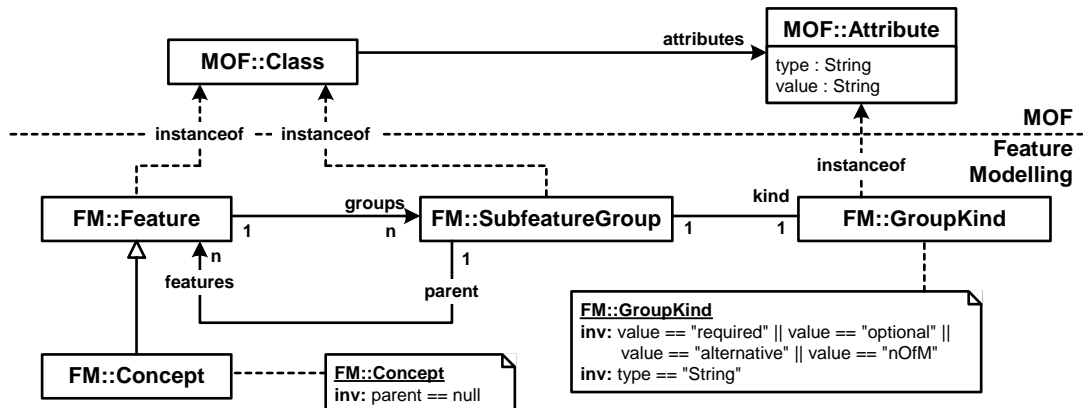 MOF::Class
attributes
MOF::Attribute
type : String
value : String
instanceof
instanceof
MOF
instanceof
Feature
Modelling
FM::Feature
groups
1
n
FM::SubfeatureGroup
kind
1
1
FM::GroupKind
n
features
1
parent
FM::GroupKind
inv: value == "required" || value == "optional" ||
value == "alternative" || value == "nOfM"
inv: type == "String"
FM::Concept
FM::Concept
inv: parent == null